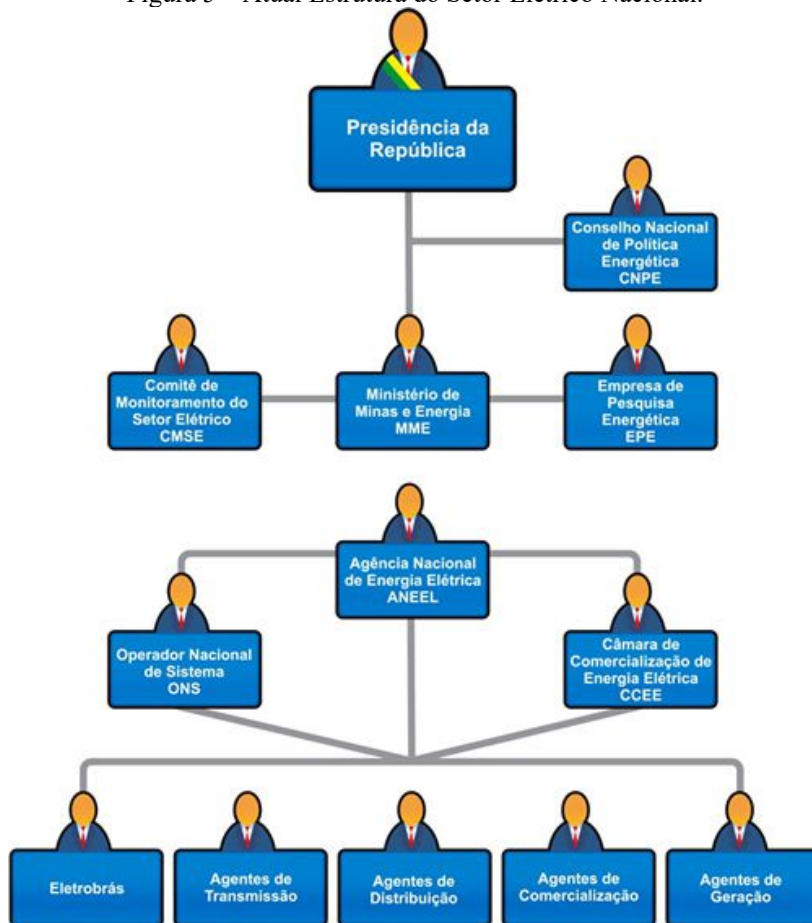 Atual Estrutura do Setor Elétrico Nacional.
Presidência da
República
Conselho Nacional
de Política
Energética
CNPE
Comitê de
Monitoramento do
Setor Elétrico
CMSE
Ministério de
Minas e Energia
MME
Empresa de
Pesquisa
Energética
EPE
Agência Nacional
de Energia Elétrica
ANEEL
Operador Nacional
de Sistema
ONS
Câmara de
Comercialização de
Energia Elétrica
CCEE
Eletrobrás
Agentes de
Transmissão
Agentes de
Distribuição
Agentes de
Comercialização
Agentes de
Geração